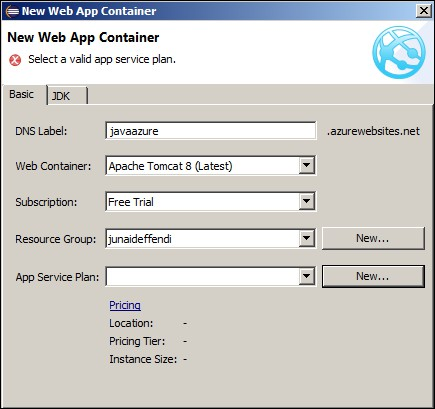 New Web App Container
New Web App Container
Select a valid app service plan.
Basic JDK
DNS Label: javaazure .azurewebsites.net
Web Container: Apache Tomcat 8 (Latest)
Subscription: Free Trial
Resource Group: junaideffendi New...
App Service Plan: New...
Pricing
Location: -
Pricing Tier: -
Instance Size: -